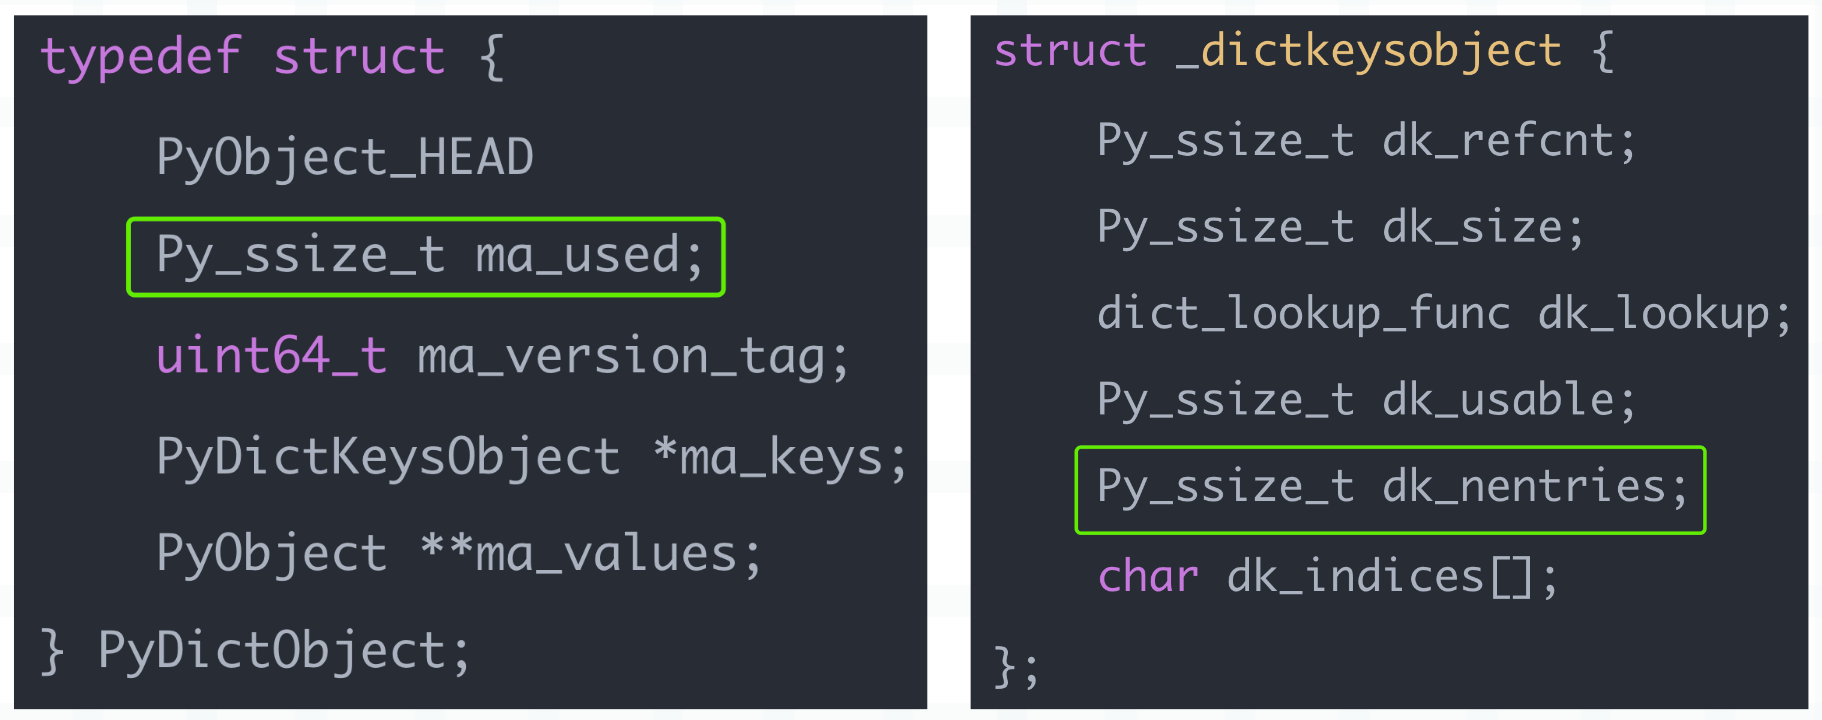 typedef struct {
PyObject_HEAD
Py_ssize_t ma_used;
uint64_t ma_version_tag;
PyDictKeysObject *ma_keys;
PyObject **ma_values;
} PyDictObject;
struct _dictkeysobject {
Py_ssize_t dk_refcnt;
Py_ssize_t dk_size;
dict_lookup_func dk_lookup;
Py_ssize_t dk_usable;
Py_ssize_t dk_nentries;
char dk_indices[];
};